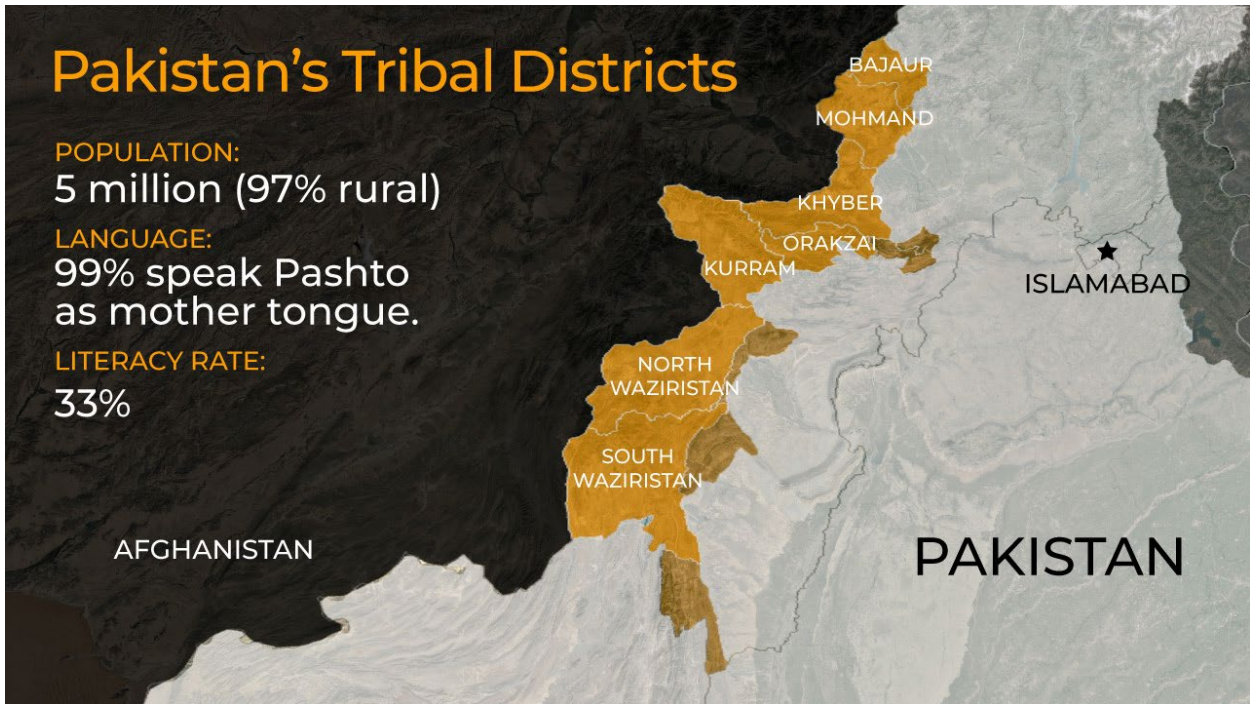 Pakistan's Tribal Districts
POPULATION:
5 million (97% rural)
LANGUAGE:
99% speak Pashto
as mother tongue.
LITERACY RATE:
33%
BAJAUR
MOHMAND
KHYBER
ORAKZAI
KURRAM
ISLAMABAD
NORTH
WAZIRISTAN
SOUTH
WAZIRISTAN
AFGHANISTAN
PAKISTAN